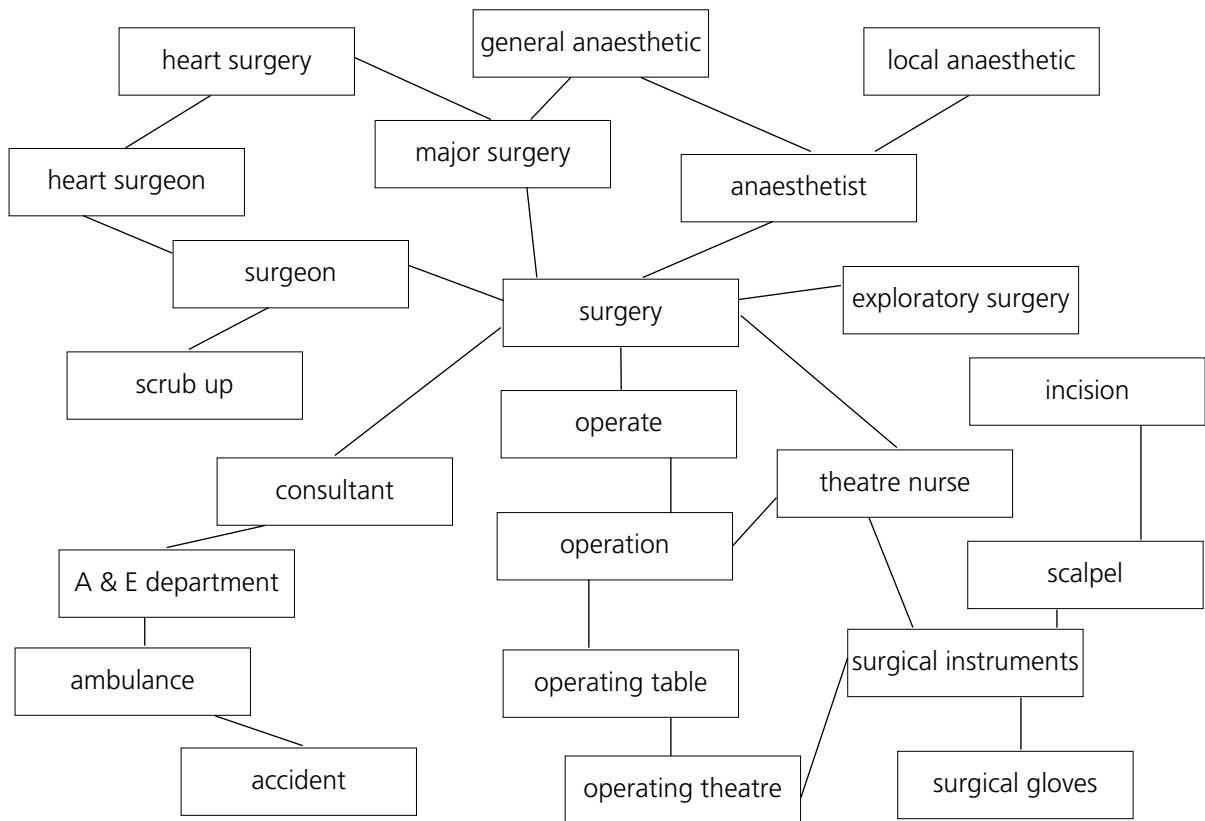 general anaesthetic
heart surgery
local anaesthetic
major surgery
heart surgeon
anaesthetist
surgeon
exploratory surgery
surgery
scrub up
incision
operate
consultant
theatre nurse
operation
A & E department
scalpel
ambulance
operating table
surgical instruments
accident
operating theatre
surgical gloves